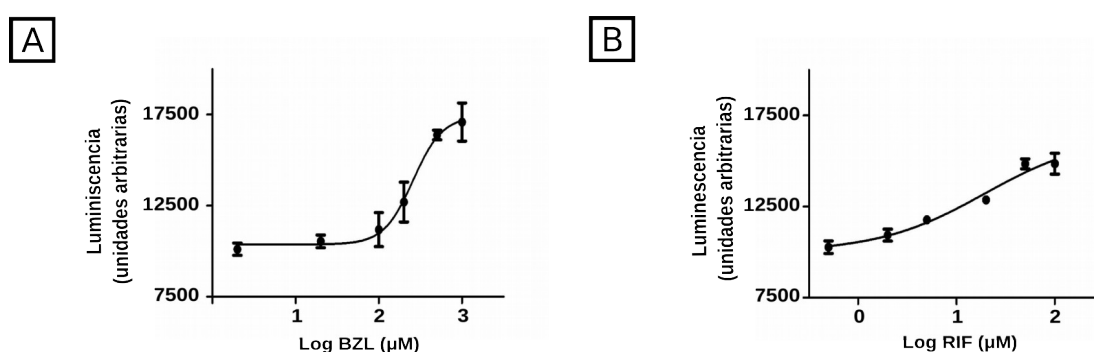 A
Luminiscencia
(unidades arbitrarias)
17500
12500
7500
1
2
3
Log BZL (µM)
B
Luminescencia
(unidades arbitrarias)
17500
12500
7500
0
1
2
Log RIF (µM)